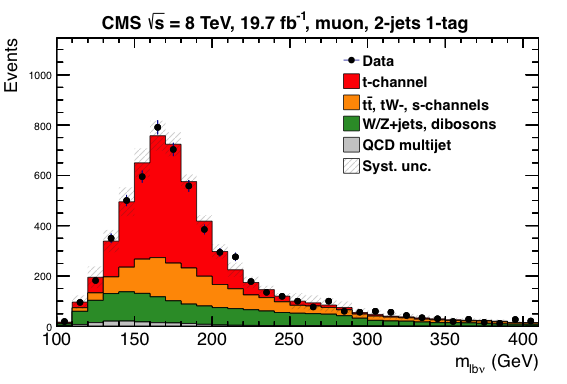 CMS √s = 8 TeV, 19.7 fb⁻¹, muon, 2-jets 1-tag
Events
Data
t-channel
tt̄, tW-, s-channels
W/Z+jets, dibosons
QCD multijet
Syst. unc.
1000
800
600
400
200
0
100 150 200 250 300 350 400
m_lbν (GeV)